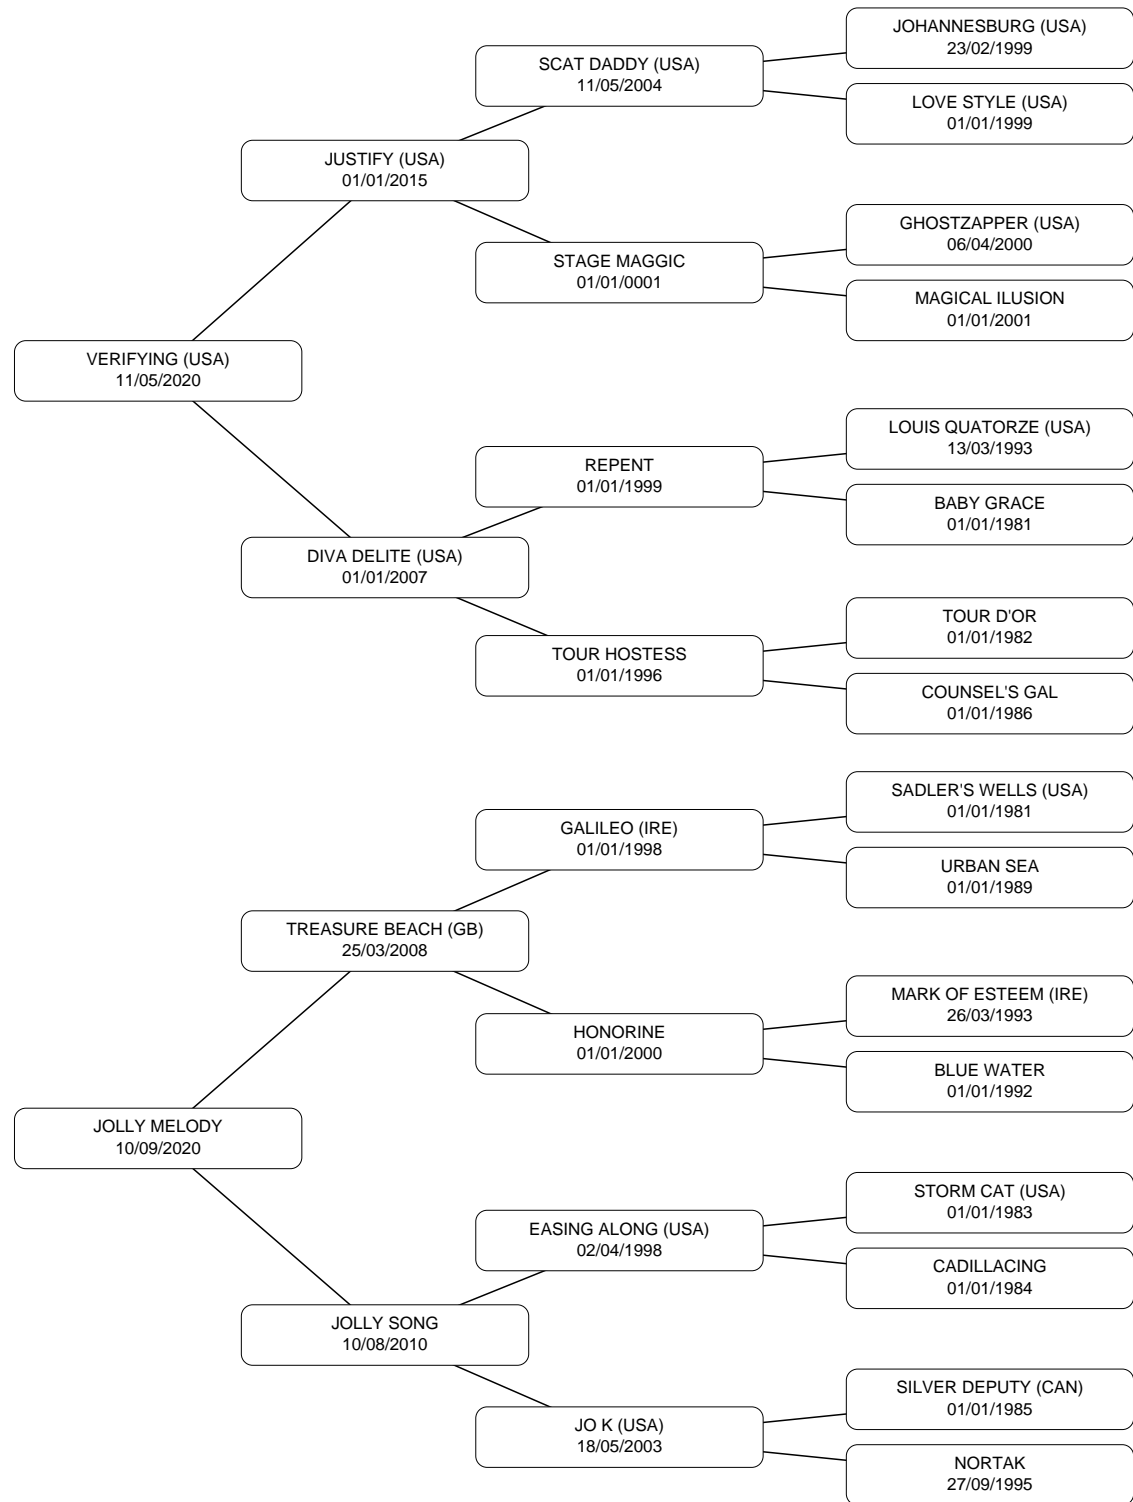 JOHANNESBURG (USA)
23/02/1999
SCAT DADDY (USA)
11/05/2004
LOVE STYLE (USA)
01/01/1999
JUSTIFY (USA)
01/01/2015
GHOSTZAPPER (USA)
06/04/2000
STAGE MAGGIC
01/01/0001
MAGICAL ILUSION
01/01/2001
VERIFYING (USA)
11/05/2020
LOUIS QUATORZE (USA)
13/03/1993
REPENT
01/01/1999
BABY GRACE
01/01/1981
DIVA DELITE (USA)
01/01/2007
TOUR D'OR
01/01/1982
TOUR HOSTESS
01/01/1996
COUNSEL'S GAL
01/01/1986
SADLER'S WELLS (USA)
01/01/1981
GALILEO (IRE)
01/01/1998
URBAN SEA
01/01/1989
TREASURE BEACH (GB)
25/03/2008
MARK OF ESTEEM (IRE)
26/03/1993
HONORINE
01/01/2000
BLUE WATER
01/01/1992
JOLLY MELODY
10/09/2020
STORM CAT (USA)
01/01/1983
EASING ALONG (USA)
02/04/1998
CADILLACING
01/01/1984
JOLLY SONG
10/08/2010
SILVER DEPUTY (CAN)
01/01/1985
JO K (USA)
18/05/2003
NORTAK
27/09/1995